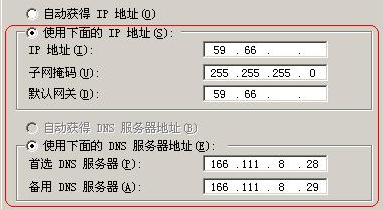 自动获得 IP 地址(O)
使用下面的 IP 地址(S):
IP 地址(I): 59 . 66 . .
子网掩码(U): 255 .255 .255 . 0
默认网关(D): 59 . 66 . .
自动获得 DNS 服务器地址(B)
使用下面的 DNS 服务器地址(E):
首选 DNS 服务器(P): 166 .111 . 8 . 28
备用 DNS 服务器(A): 166 .111 . 8 . 29